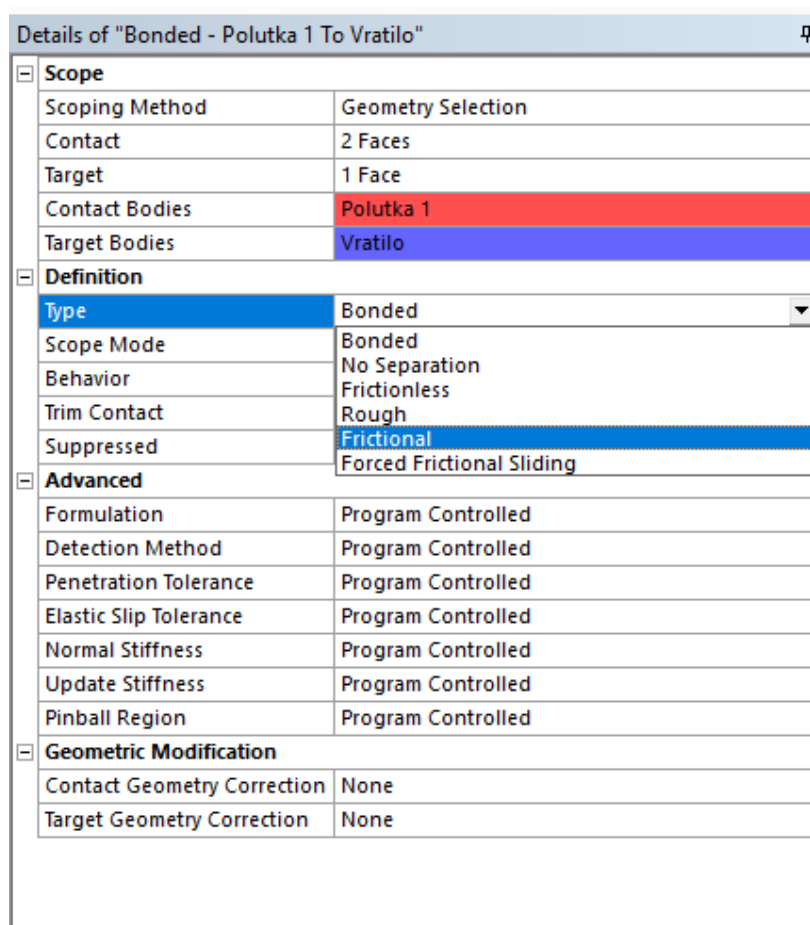 Details of "Bonded - Polutka 1 To Vratilo"
Scope
Scoping Method Geometry Selection
Contact 2 Faces
Target 1 Face
Contact Bodies Polutka 1
Target Bodies Vratilo
Definition
Type Bonded
Scope Mode Bonded
No Separation
Behavior Frictionless
Trim Contact Rough
Suppressed Frictional
Forced Frictional Sliding
Advanced
Formulation Program Controlled
Detection Method Program Controlled
Penetration Tolerance Program Controlled
Elastic Slip Tolerance Program Controlled
Normal Stiffness Program Controlled
Update Stiffness Program Controlled
Pinball Region Program Controlled
Geometric Modification
Contact Geometry Correction None
Target Geometry Correction None